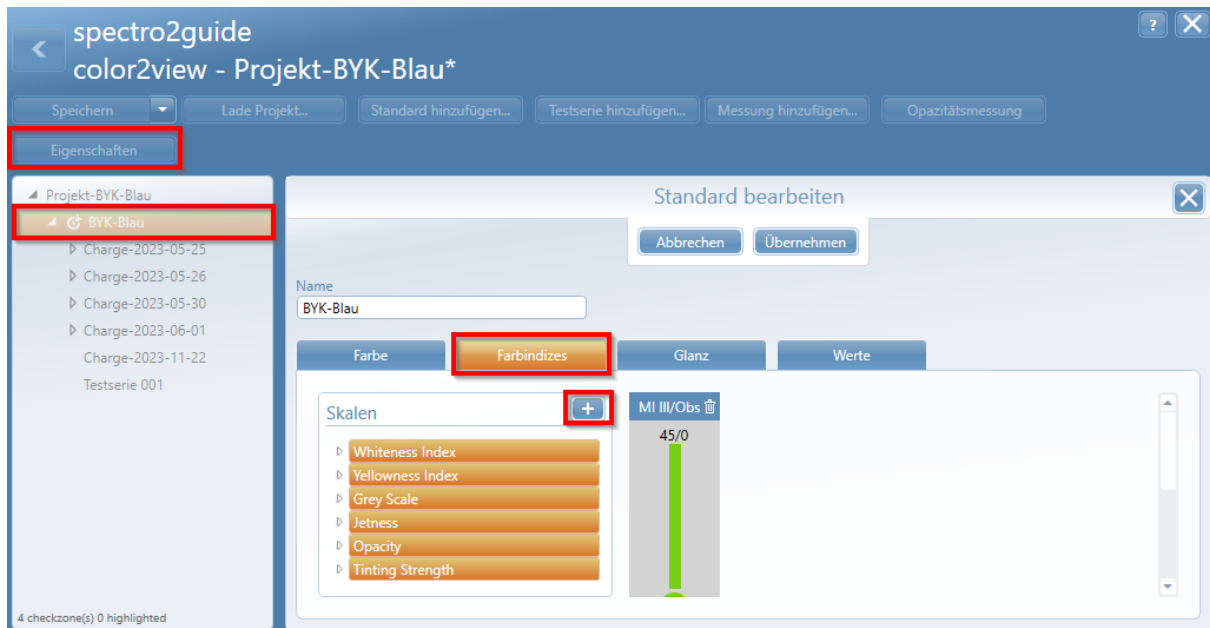 spectro2guide
color2view - Projekt-BYK-Blau*
?
Speichern
Lade Projekt...
Standard hinzufügen...
Testserie hinzufügen...
Messung hinzufügen...
Opazitätsmessung
Eigenschaften
Projekt-BYK-Blau
BYK-Blau
Charge-2023-05-25
Charge-2023-05-26
Charge-2023-05-30
Charge-2023-06-01
Charge-2023-11-22
Testserie 001
4 checkzone(s) 0 highlighted
Standard bearbeiten
Abbrechen
Übernehmen
Name
BYK-Blau
Farbe
Farbindizes
Glanz
Werte
Skalen
+
Whiteness Index
Yellowness Index
Grey Scale
Jetness
Opacity
Tinting Strength
MI III/Obs
45/0